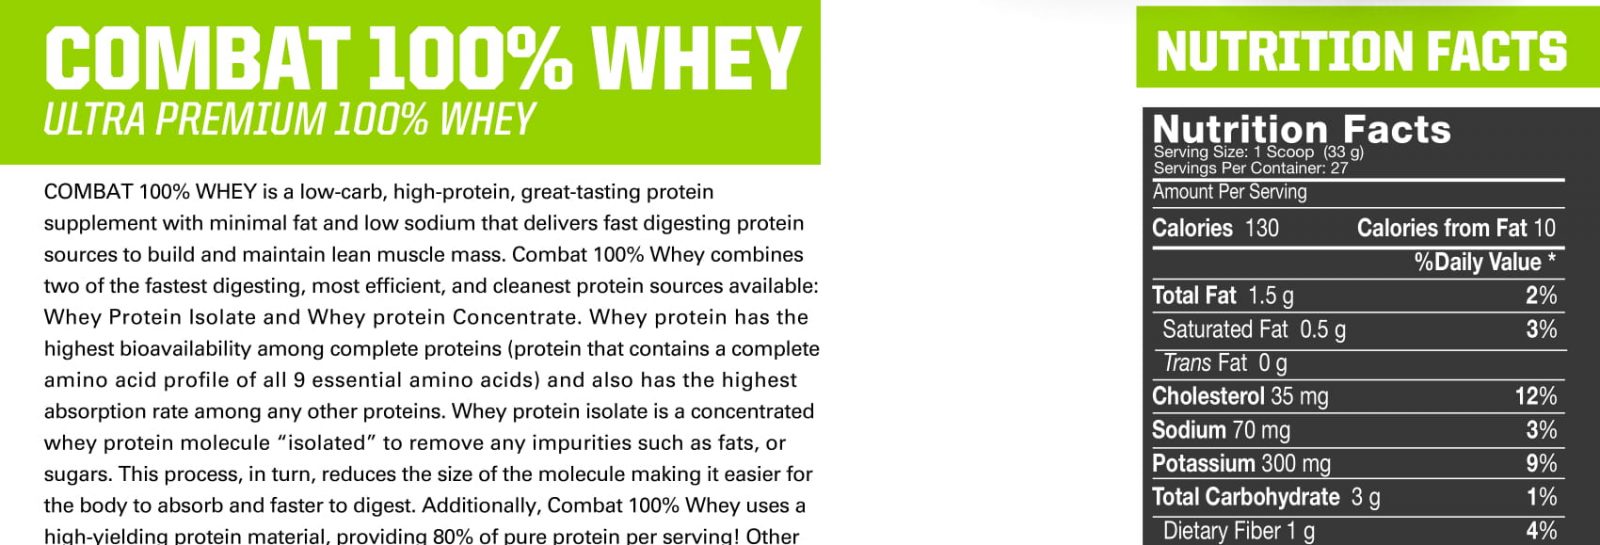 COMBAT 100% WHEY
ULTRA PREMIUM 100% WHEY
COMBAT 100% WHEY is a low-carb, high-protein, great-tasting protein
supplement with minimal fat and low sodium that delivers fast digesting protein
sources to build and maintain lean muscle mass. Combat 100% Whey combines
two of the fastest digesting, most efficient, and cleanest protein sources available:
Whey Protein Isolate and Whey protein Concentrate. Whey protein has the
highest bioavailability among complete proteins (protein that contains a complete
amino acid profile of all 9 essential amino acids) and also has the highest
absorption rate among any other proteins. Whey protein isolate is a concentrated
whey protein molecule “isolated” to remove any impurities such as fats, or
sugars. This process, in turn, reduces the size of the molecule making it easier for
the body to absorb and faster to digest. Additionally, Combat 100% Whey uses a
high-yielding protein material, providing 80% of pure protein per serving! Other
NUTRITION FACTS
Nutrition Facts
Serving Size: 1 Scoop (33 g)
Servings Per Container: 27
Amount Per Serving
Calories 130 Calories from Fat 10
%Daily Value *
Total Fat 1.5 g 2%
Saturated Fat 0.5 g 3%
Trans Fat 0 g
Cholesterol 35 mg 12%
Sodium 70 mg 3%
Potassium 300 mg 9%
Total Carbohydrate 3 g 1%
Dietary Fiber 1 g 4%